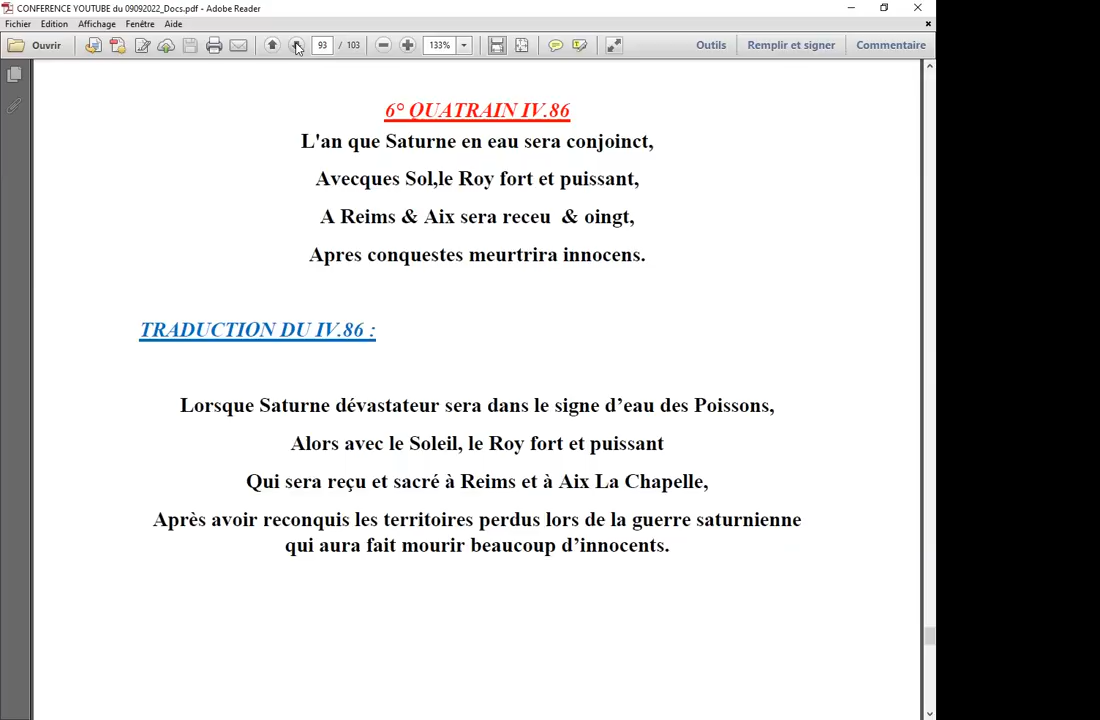 CONFERENCE YOUTUBE du 09092022_Docs.pdf - Adobe Reader
Fichier Edition Affichage Fenêtre Aide
Ouvrir 93 / 103 133% Outils Remplir et signer Commentaire
6° QUATRAIN IV.86
L'an que Saturne en eau sera conjoinct,
Avecques Sol,le Roy fort et puissant,
A Reims & Aix sera receu & oingt,
Apres conquestes meurtrira innocens.
TRADUCTION DU IV.86 :
Lorsque Saturne dévastateur sera dans le signe d’eau des Poissons,
Alors avec le Soleil, le Roy fort et puissant
Qui sera reçu et sacré à Reims et à Aix La Chapelle,
Après avoir reconquis les territoires perdus lors de la guerre saturnienne
qui aura fait mourir beaucoup d’innocents.